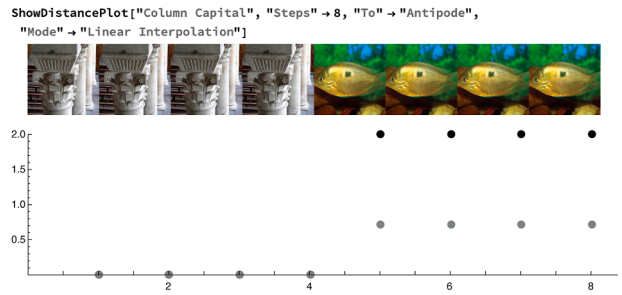 ShowDistancePlot["Column Capital", "Steps" → 8, "To" → "Antipode",
"Mode" → "Linear Interpolation"]
2.0
1.5
1.0
0.5
2 4 6 8